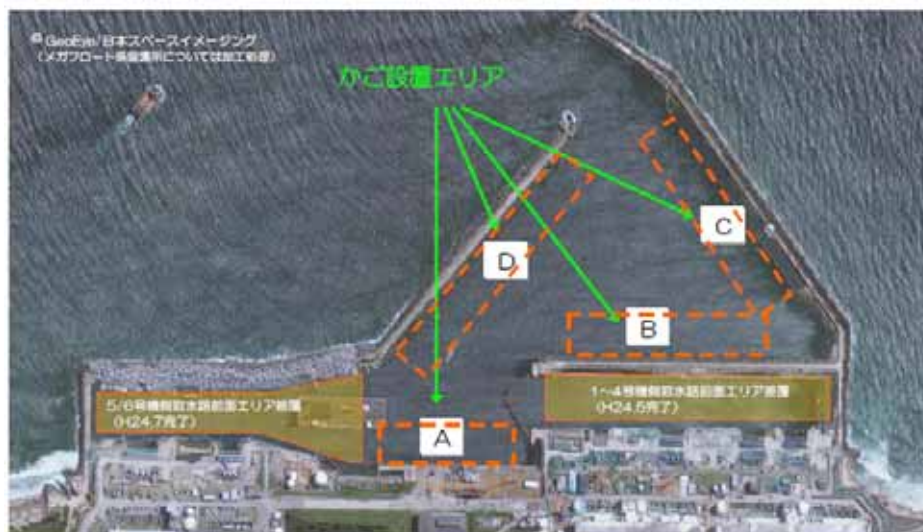 © GeoEye/日本スペースイメージング
(メガフロート係留箇所については加工処理)
かご設置エリア
C
D
B
5/6号機側取水路前面エリア被覆
(H24.7完了)
1~4号機側取水路前面エリア被覆
(H24.5完了)
A